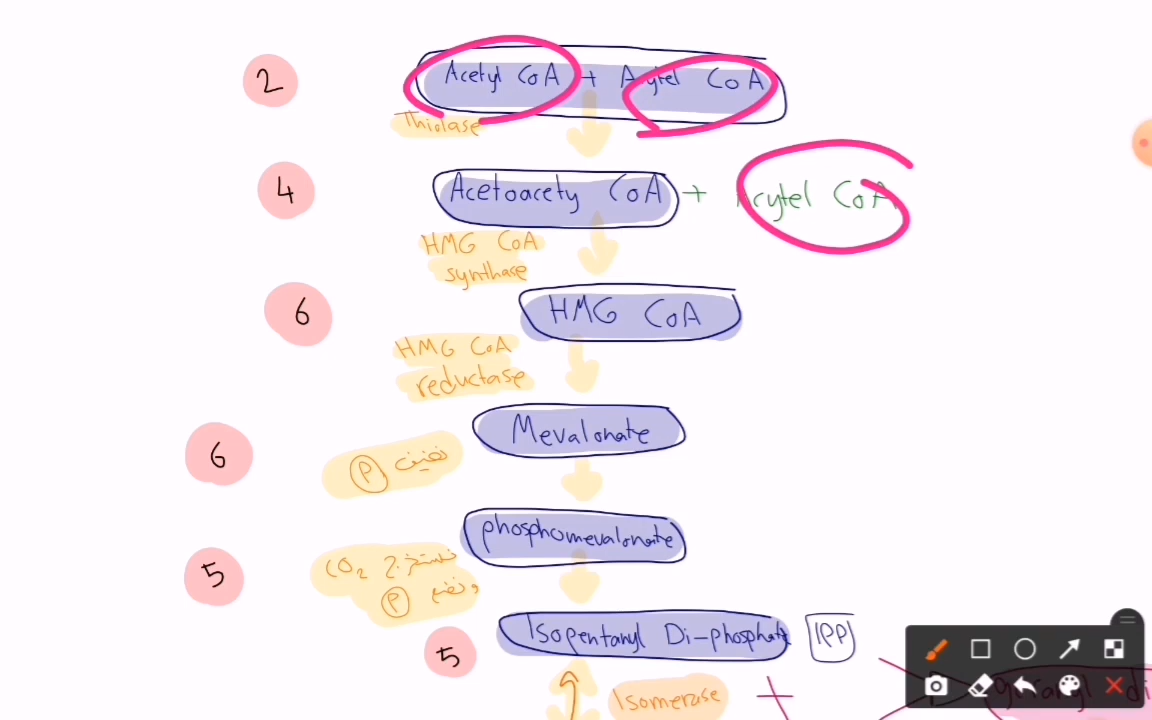 2
Acetyl CoA + Acytel CoA
Thiolase
4
Acetoacety CoA + Acytel CoA
HMG CoA
synthase
6
HMG CoA
HMG CoA
reductase
Mevalonate
6
نضيف P
phosphomevalonate
5
نستخرج CO2
و نضيف P
Isopentanyl Di-phosphate IPP
5
Isomerase +